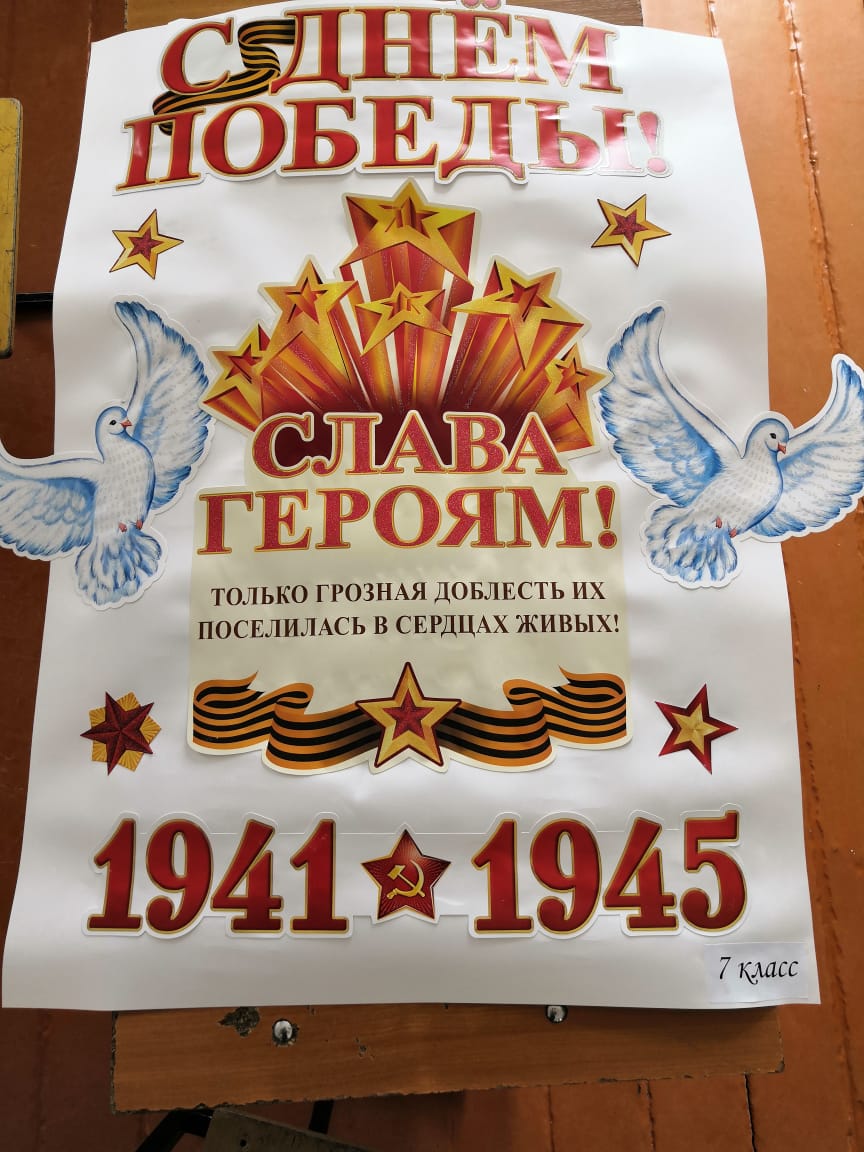 С ДНЁМ
ПОБЕДЫ!
СЛАВА
ГЕРОЯМ!
ТОЛЬКО ГРОЗНАЯ ДОБЛЕСТЬ ИХ
ПОСЕЛИЛАСЬ В СЕРДЦАХ ЖИВЫХ!
1941 1945
7 класс